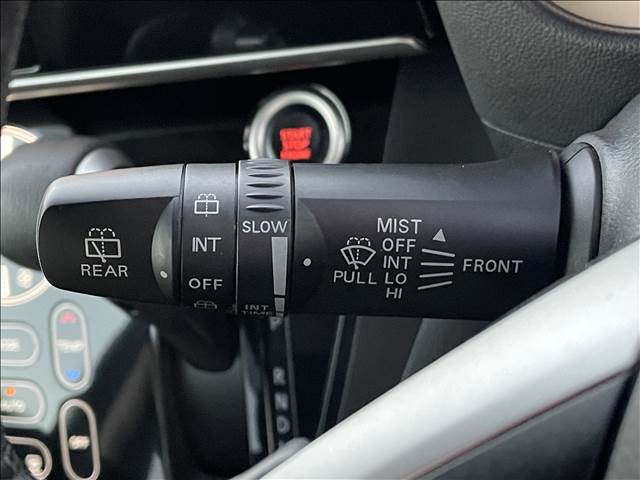 START
STOP
REAR
INT
OFF
SLOW
INT
TIME
MIST
OFF
INT
PULL LO
HI
FRONT
R
N
D